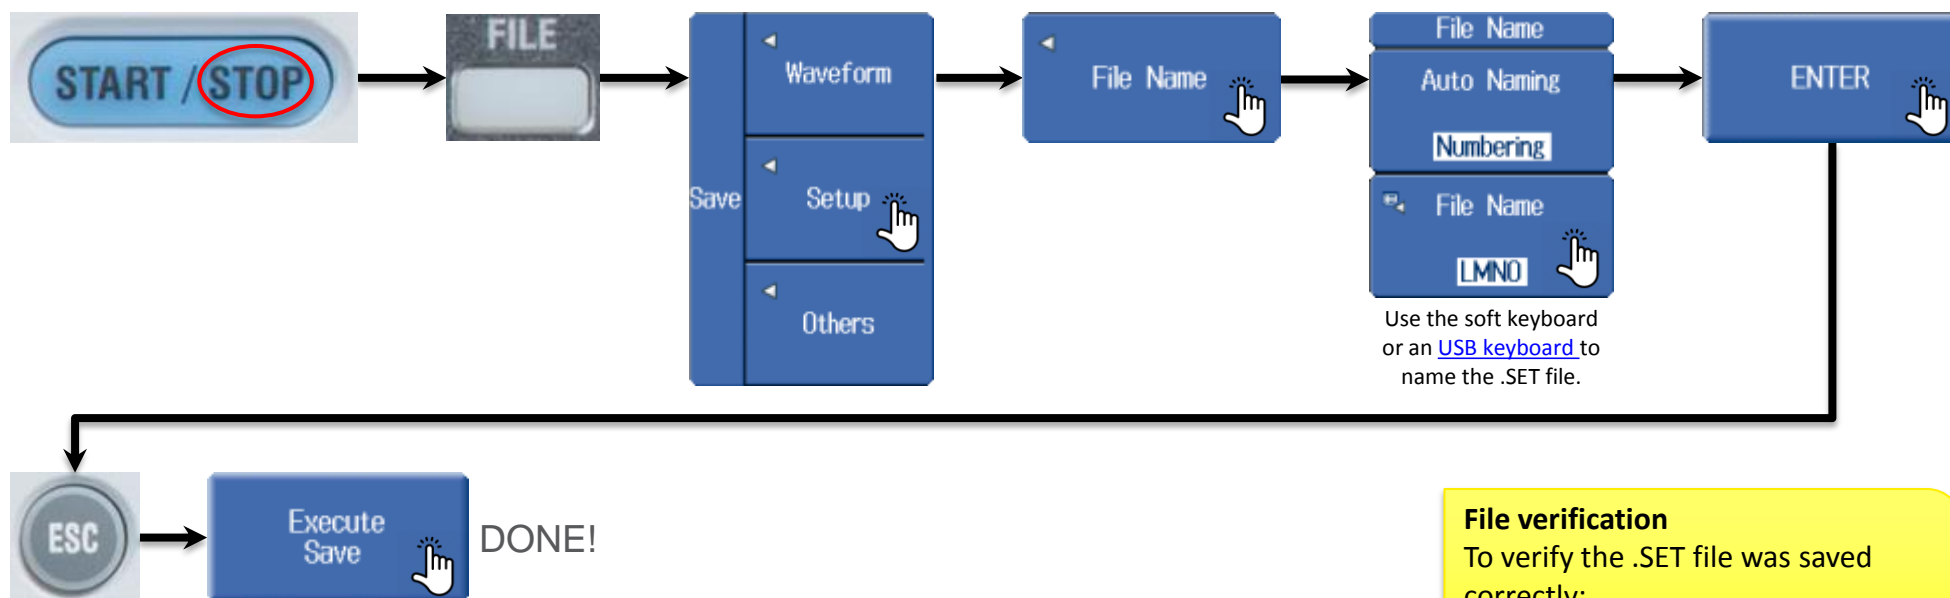 START / STOP
FILE
Save
Waveform
Setup
Others
File Name
File Name
Auto Naming
Numbering
File Name
LMNO
Use the soft keyboard
or an USB keyboard to
name the .SET file.
ENTER
ESC
Execute
Save
DONE!
File verification
To verify the .SET file was saved
correctly: